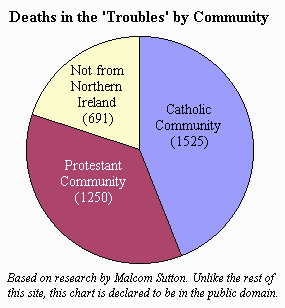 Deaths in the 'Troubles' by Community
Not from
Northern
Ireland
(691)
Catholic
Community
(1525)
Protestant
Community
(1250)
Based on research by Malcom Sutton. Unlike the rest of
this site, this chart is declared to be in the public domain.